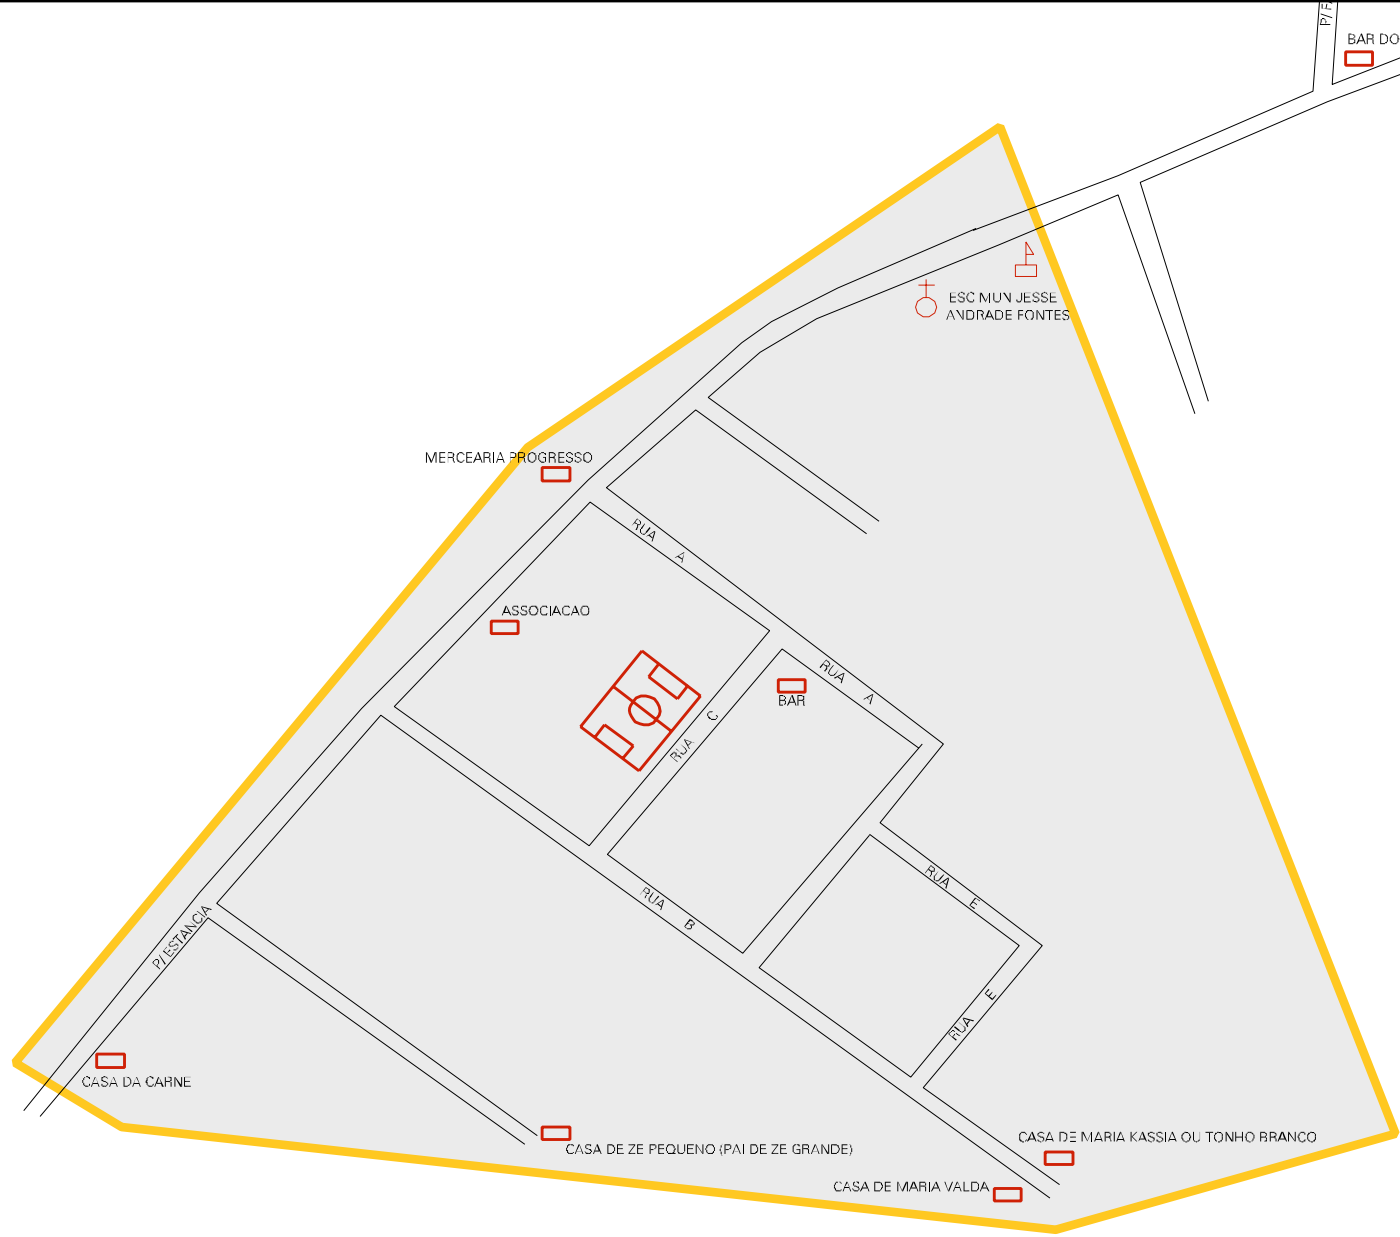 P/
BAR DO
ESC MUN JESSE
ANDRADE FONTES
MERCEARIA PROGRESSO
RUA A
ASSOCIACAO
RUA A
BAR
RUA C
RUA E
RUA B
P/ ESTANCIA
RUA E
CASA DA CARNE
CASA DE MARIA KASSIA OU TONHO BRANCO
CASA DE ZE PEQUENO (PAI DE ZE GRANDE)
CASA DE MARIA VALDA